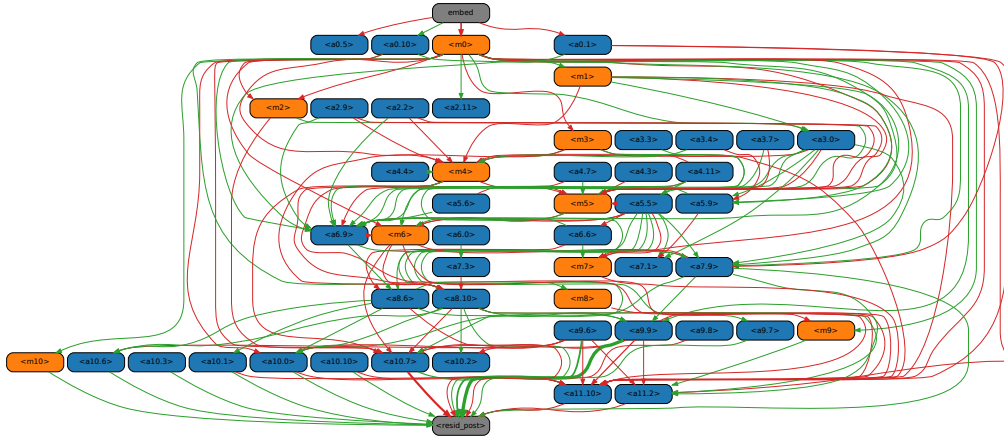 embed
<a0.5> <a0.10> <m0> <a0.1>
<m1>
<m2> <a2.9> <a2.2> <a2.11>
<m3> <a3.3> <a3.4> <a3.7> <a3.0>
<a4.4> <m4> <a4.7> <a4.3> <a4.11>
<a5.6> <m5> <a5.5> <a5.9>
<a6.9> <m6> <a6.0> <a6.6>
<a7.3> <m7> <a7.1> <a7.9>
<a8.6> <a8.10> <m8>
<a9.6> <a9.9> <a9.8> <a9.7> <m9>
<m10> <a10.6> <a10.3> <a10.1> <a10.0> <a10.10> <a10.7> <a10.2>
<a11.10> <a11.2>
<resid_post>